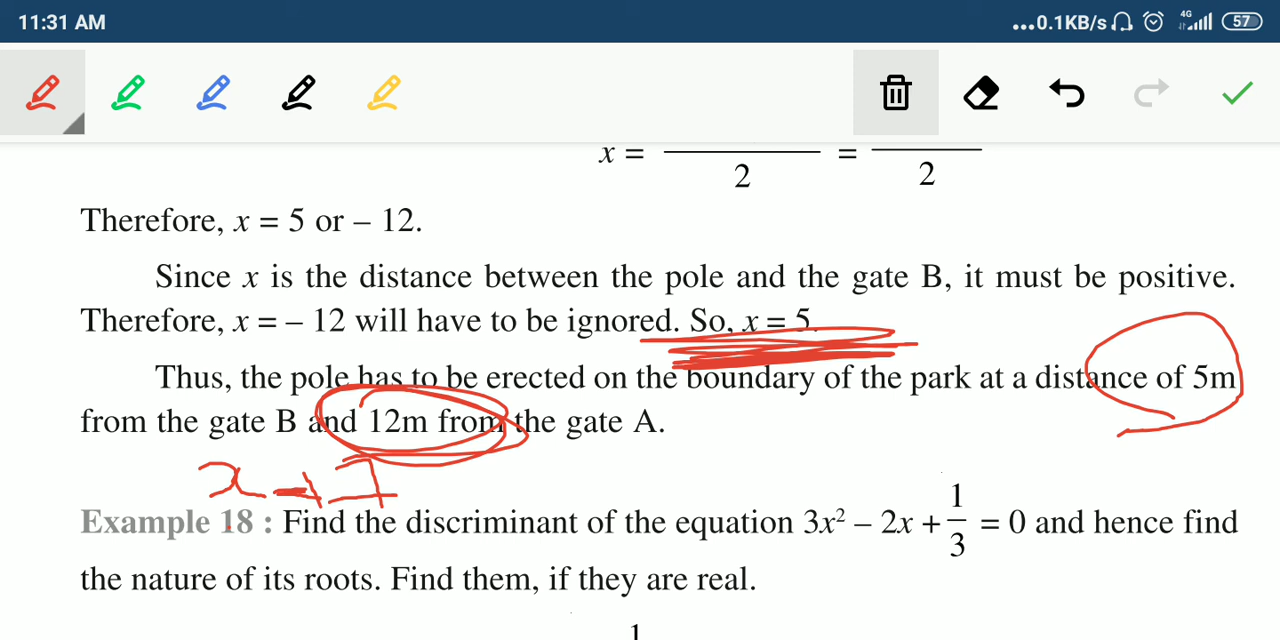 11:31 AM ...0.1KB/s 4G 57
x = =
2 2
Therefore, x = 5 or – 12.
Since x is the distance between the pole and the gate B, it must be positive.
Therefore, x = – 12 will have to be ignored. So, x = 5.
Thus, the pole has to be erected on the boundary of the park at a distance of 5m
from the gate B and 12m from the gate A.
x + 7
Example 18 : Find the discriminant of the equation 3x² – 2x + 1/3 = 0 and hence find
the nature of its roots. Find them, if they are real.
1